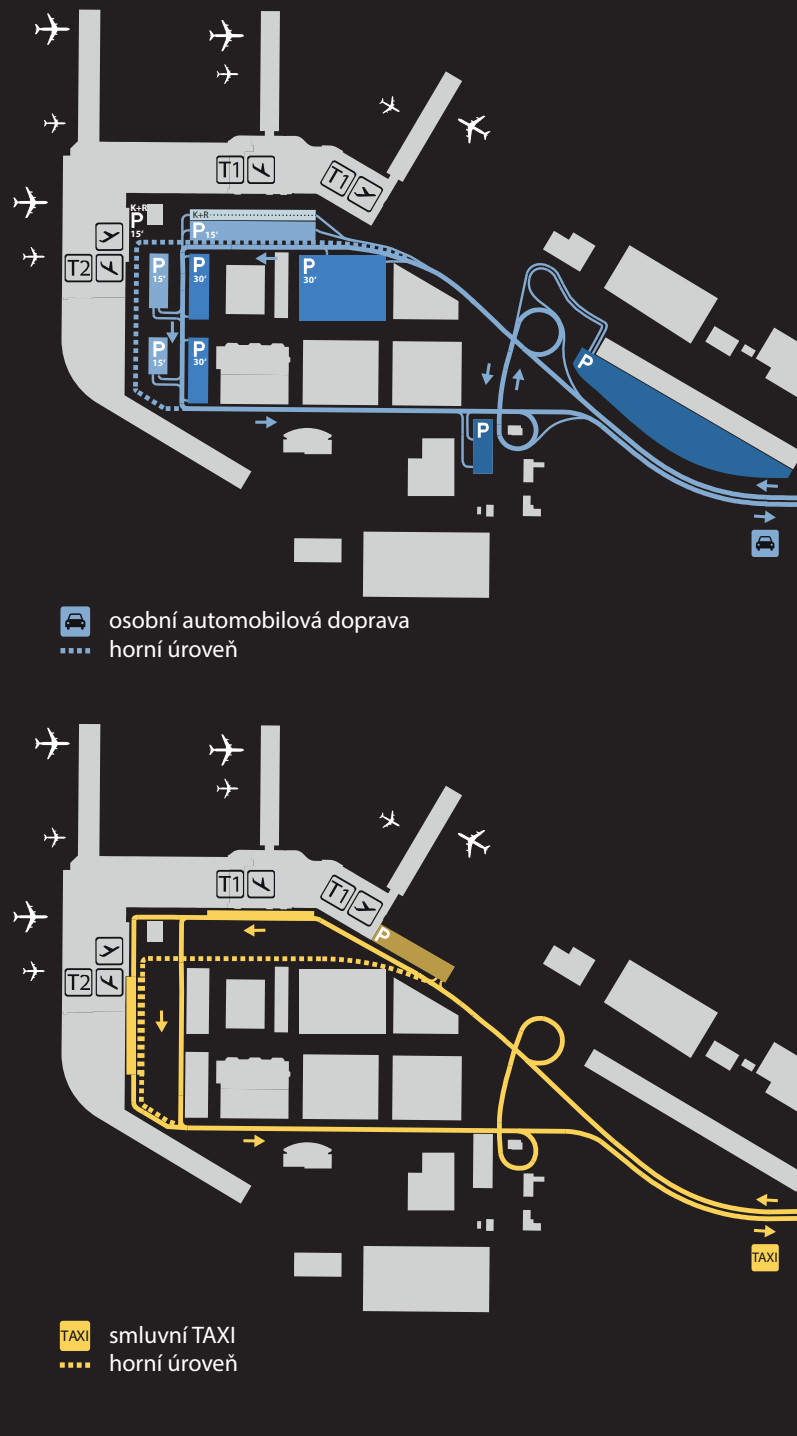 T1
T1
K+R
P
15'
K+R
P 15'
T2
P
15'
P
30'
P
30'
P
15'
P
30'
P
P
osobní automobilová doprava
horní úroveň
T1
T1
P
T2
TAXI
TAXI smluvní TAXI
horní úroveň